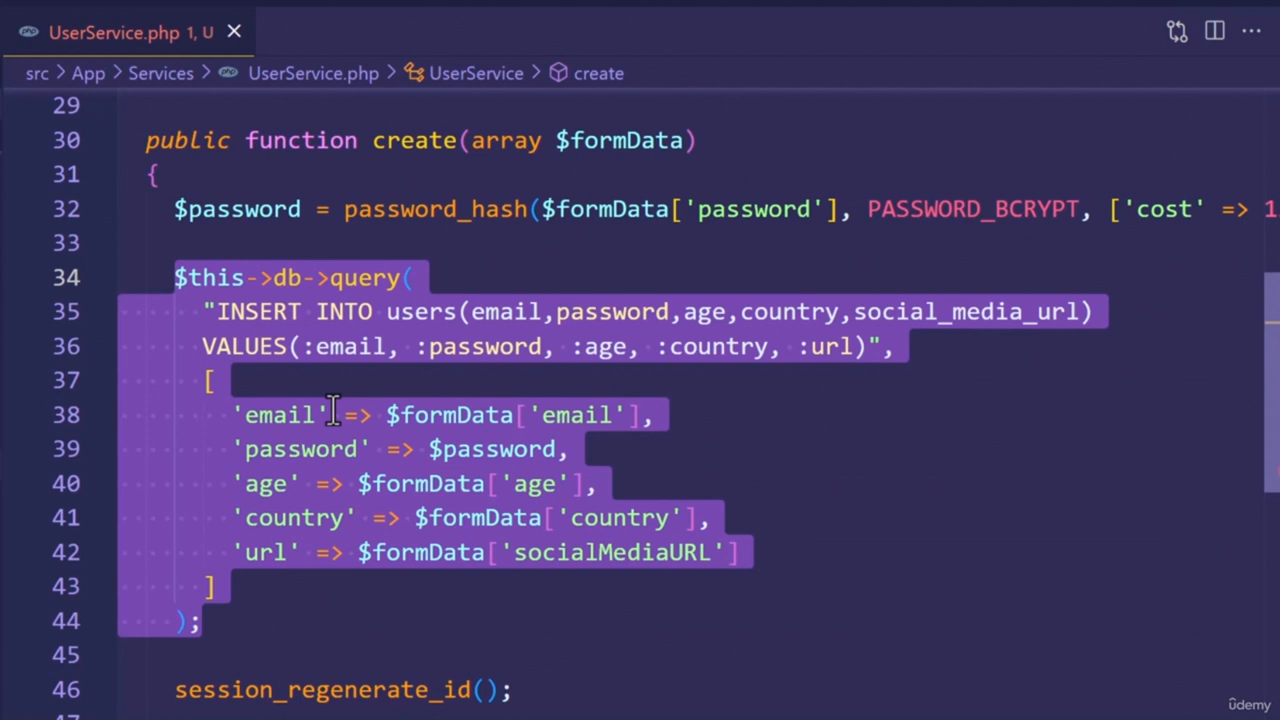 UserService.php 1, U
src > App > Services > UserService.php > UserService > create
29
30 public function create(array $formData)
31 {
32 $password = password_hash($formData['password'], PASSWORD_BCRYPT, ['cost' => 1
33
34 $this->db->query(
35 "INSERT INTO users(email,password,age,country,social_media_url)
36 VALUES(:email, :password, :age, :country, :url)",
37 [
38 'email' => $formData['email'],
39 'password' => $password,
40 'age' => $formData['age'],
41 'country' => $formData['country'],
42 'url' => $formData['socialMediaURL']
43 ]
44 );
45
46 session_regenerate_id();
udemy